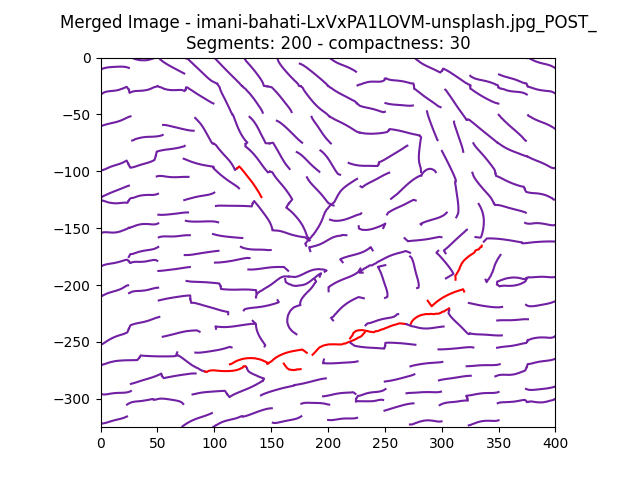 Merged Image - imani-bahati-LxVxPA1LOVM-unsplash.jpg_POST_
Segments: 200 - compactness: 30
0
−50
−100
−150
−200
−250
−300
0 50 100 150 200 250 300 350 400